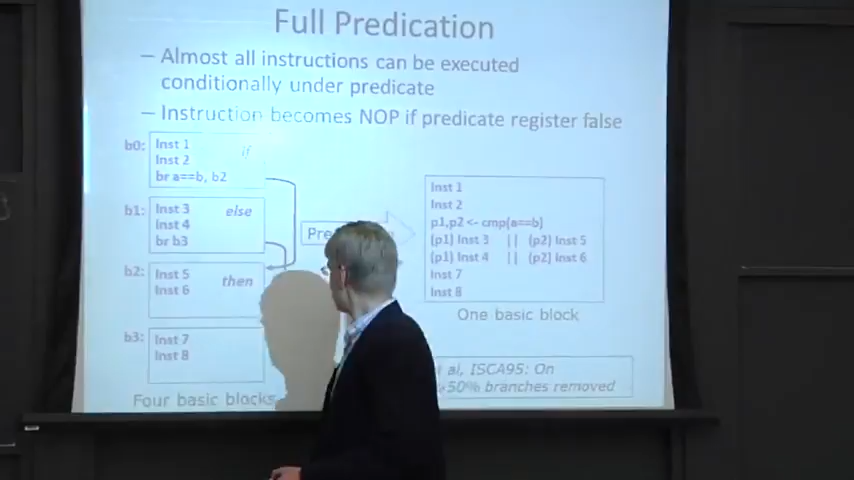 Full Predication
– Almost all instructions can be executed
conditionally under predicate
– Instruction becomes NOP if predicate register false
b0: Inst 1 if
Inst 2
br a==b, b2
b1: Inst 3 else
Inst 4
br b3
b2: Inst 5 then
Inst 6
b3: Inst 7
Inst 8
Four basic blocks
Inst 1
Inst 2
p1,p2 <- cmp(a==b)
(p1) Inst 3 || (p2) Inst 5
(p1) Inst 4 || (p2) Inst 6
Inst 7
Inst 8
One basic block
al, ISCA95: On
50% branches removed